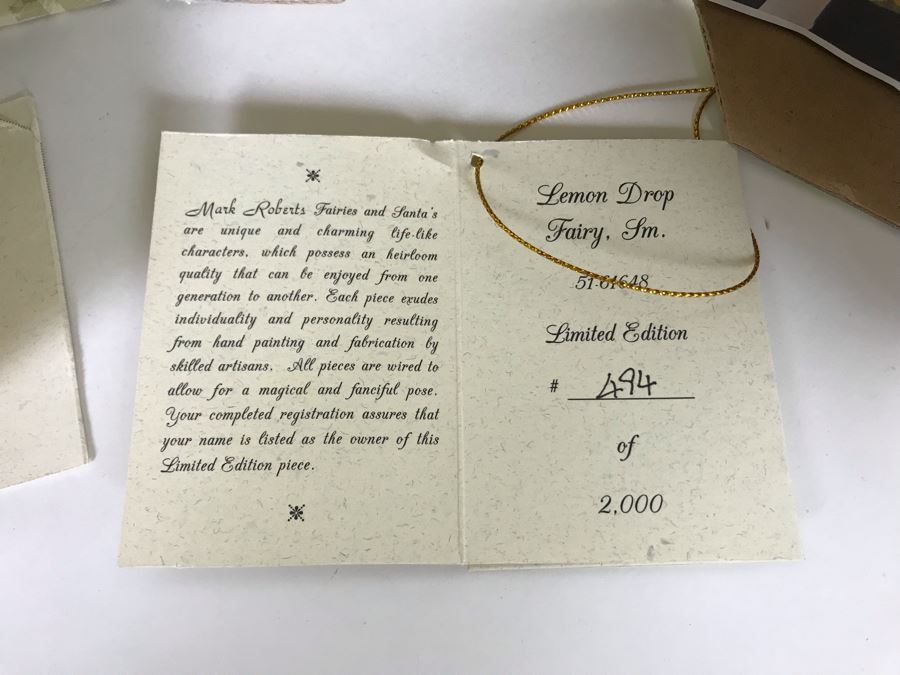 Mark Roberts Fairies and Santa's
are unique and charming life-like
characters, which possess an heirloom
quality that can be enjoyed from one
generation to another. Each piece exudes
individuality and personality resulting
from hand painting and fabrication by
skilled artisans. All pieces are wired to
allow for a magical and fanciful pose.
Your completed registration assures that
your name is listed as the owner of this
Limited Edition piece.
Lemon Drop
Fairy, Sm.
51-61648
Limited Edition
# 494
of
2,000